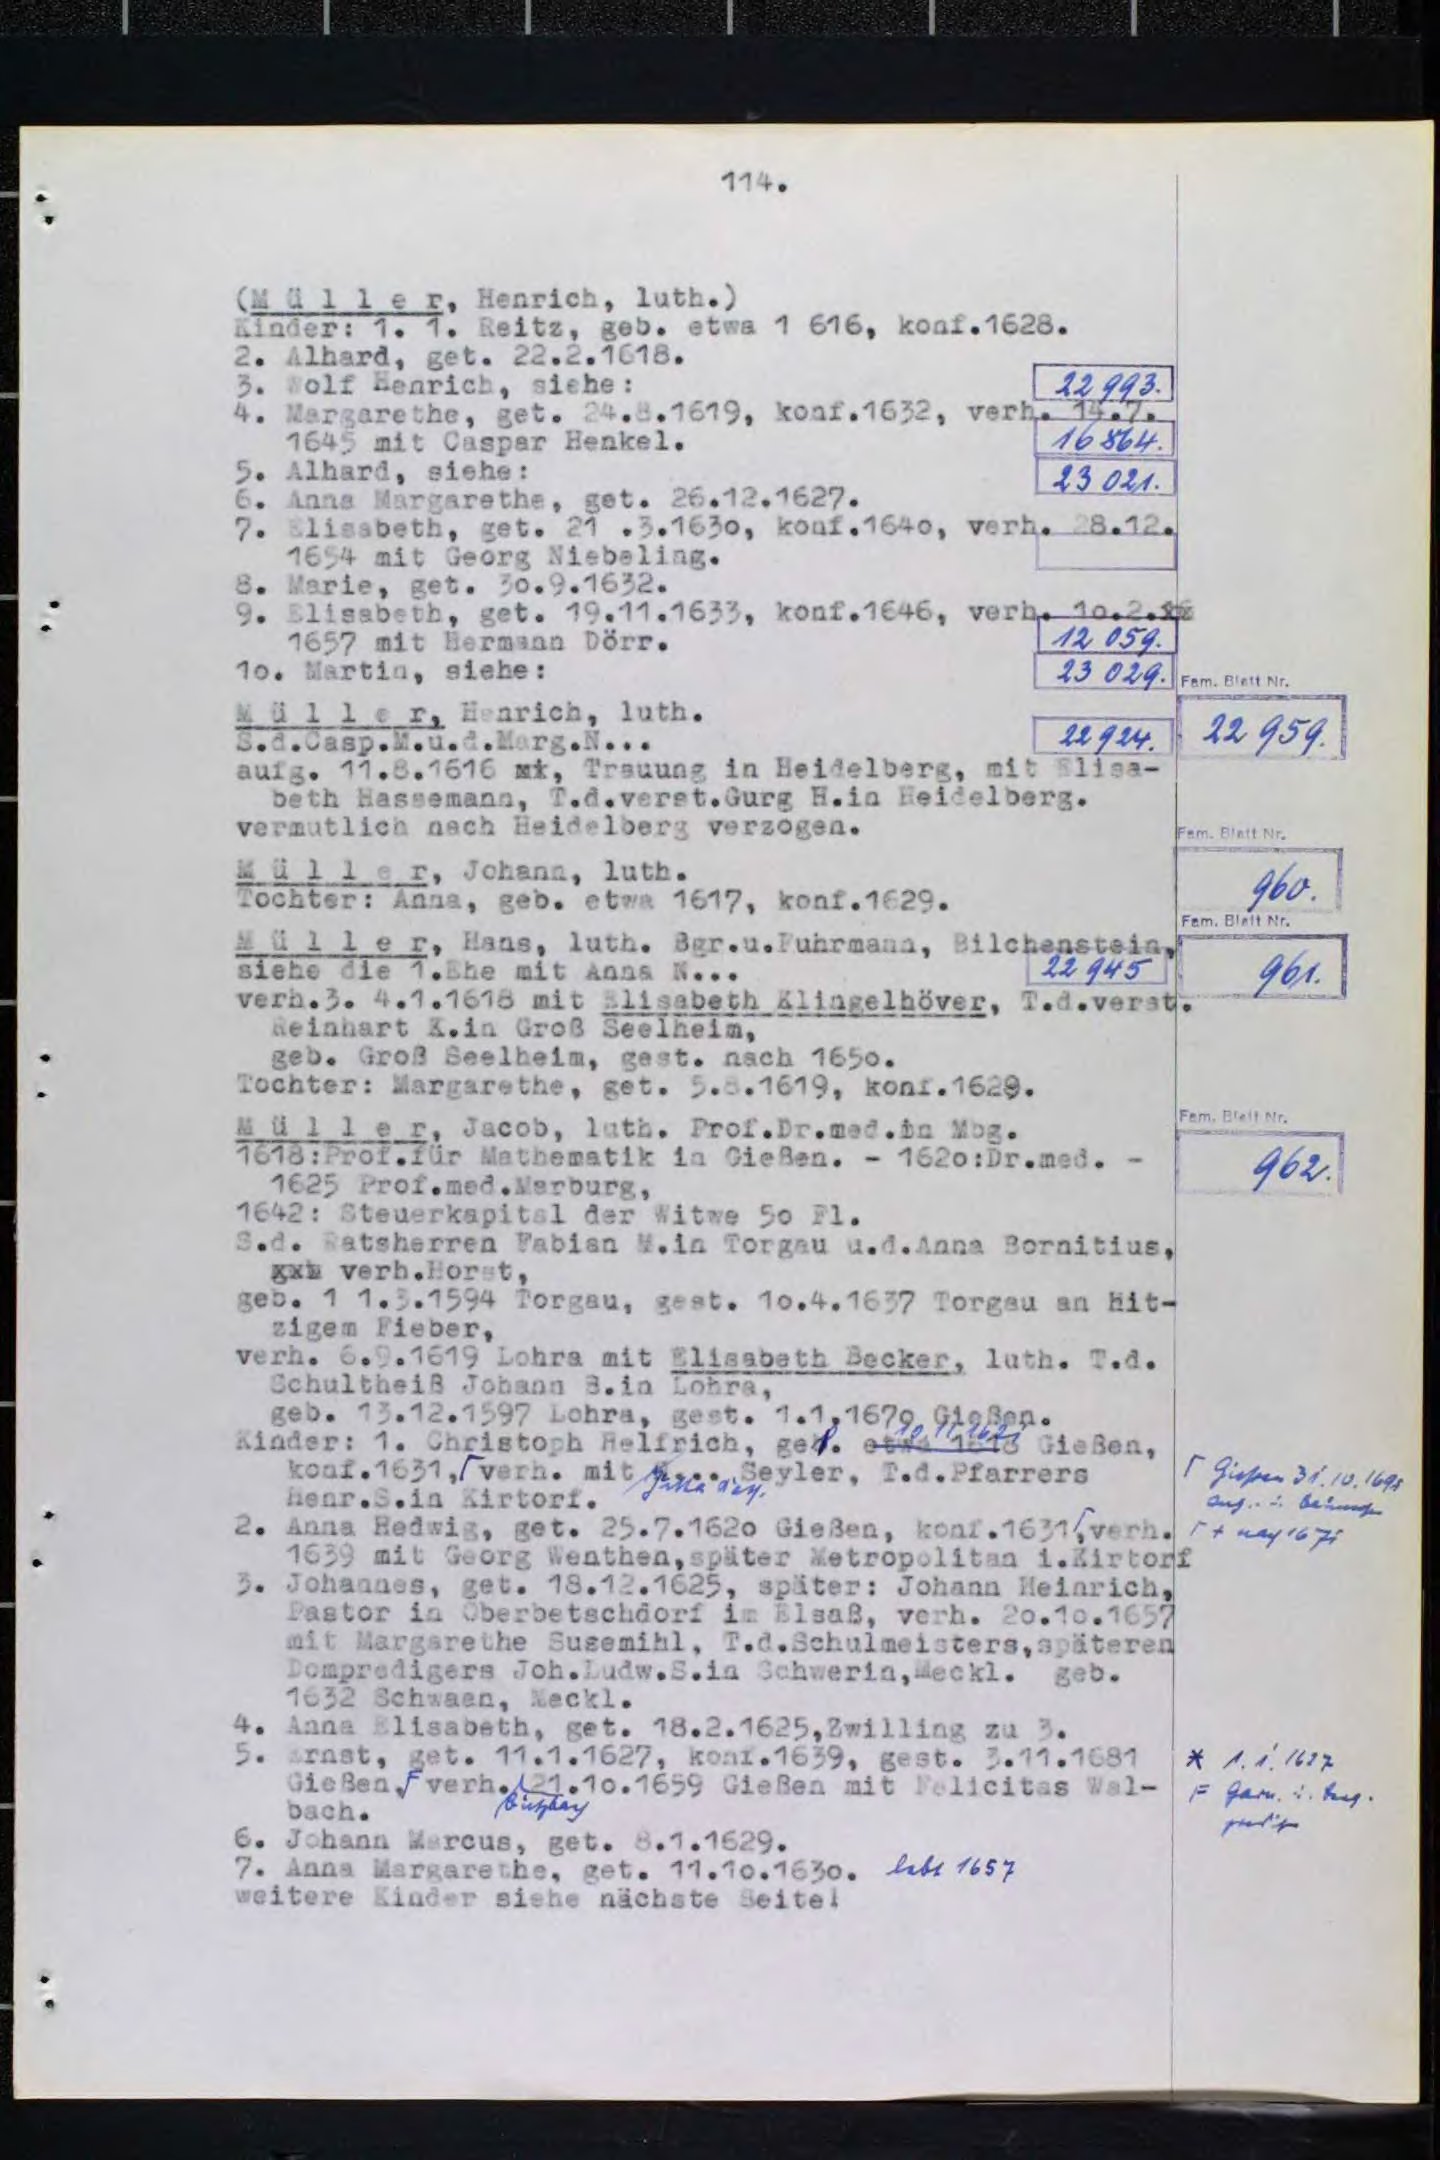 114.
(M ü l l e r, Henrich, luth.)
Kinder: 1. 1. Reitz, geb. etwa 1 616, konf.1628.
2. Alhard, get. 22.2.1618.
3. Wolf Henrich, siehe: 22 993.
4. Margarethe, get. 24.8.1619, konf.1632, verh. 14.7.
1645 mit Caspar Henkel. 16 864.
5. Alhard, siehe: 23 021.
6. Anna Margarethe, get. 26.12.1627.
7. Elisabeth, get. 21 .3.163o, konf.164o, verh. 28.12.
1654 mit Georg Niebeling.
8. Marie, get. 3o.9.1632.
9. Elisabeth, get. 19.11.1633, konf.1646, verh. 1o.2.
1657 mit Hermann Dörr. 12 059.
1o. Martin, siehe: 23 029.
Fam. Blatt Nr.
M ü l l e r, Henrich, luth. 22 959.
S.d.Casp.M.u.d.Marg.N... 22 924.
aufg. 11.8.1616 , Trauung in Heidelberg, mit Elisa-
beth Hassemann, T.d.verst.Gurg H.in Heidelberg.
vermutlich nach Heidelberg verzogen.
Fam. Blatt Nr.
M ü l l e r, Johann, luth. 960.
Tochter: Anna, geb. etwa 1617, konf.1629.
Fam. Blatt Nr.
M ü l l e r, Hans, luth. Bgr.u.Fuhrmann, Bilchenstein,
siehe die 1.Ehe mit Anna N... 22 945 961.
verh.3. 4.1.1618 mit Elisabeth Klingelhöver, T.d.verst.
Reinhart K.in Groß Seelheim,
geb. Groß Seelheim, gest. nach 165o.
Tochter: Margarethe, get. 5.8.1619, konf.1629.
Fam. Blatt Nr.
M ü l l e r, Jacob, luth. Prof.Dr.med.in Mbg.
1618:Prof.für Mathematik in Gießen. - 162o:Dr.med. - 962.
1625 Prof.med.Marburg,
1642: Steuerkapital der Witwe 5o Fl.
S.d. Ratsherren Fabian M.in Torgau u.d.Anna Bornitius,
verh.Horst,
geb. 1 1.3.1594 Torgau, gest. 1o.4.1637 Torgau an hit-
zigem Fieber,
verh. 6.9.1619 Lohra mit Elisabeth Becker, luth. T.d.
Schultheiß Johann B.in Lohra,
geb. 13.12.1597 Lohra, gest. 1.1.167o Gießen.
Kinder: 1. Christoph Helfrich, get. etwa 1618 Gießen,
konf.1631, verh. mit N... Seyler, T.d.Pfarrers
Gießen
Henr.S.in Kirtorf.
2. Anna Hedwig, get. 25.7.162o Gießen, konf.1631,verh.
1639 mit Georg Wenthen,später Metropolitan i.Kirtorf
3. Johannes, get. 18.12.1625, später: Johann Heinrich,
Pastor in Oberbetschdorf im Elsaß, verh. 2o.1o.1657
mit Margarethe Susemihl, T.d.Schulmeisters,späteren
Dompredigers Joh.Ludw.S.in Schwerin,Meckl. geb.
1632 Schwaan, Meckl.
4. Anna Elisabeth, get. 18.2.1625,Zwilling zu 3.
5. Ernst, get. 11.1.1627, konf.1639, gest. 3.11.1681
Gießen, verh. 21.1o.1659 Gießen mit Felicitas Wal-
bach.
6. Johann Marcus, get. 8.1.1629.
7. Anna Margarethe, get. 11.1o.163o. lebt 1657
weitere Kinder siehe nächste Seite!